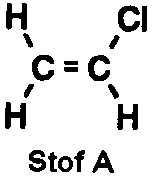 H Cl
C = C
H H
Stof A